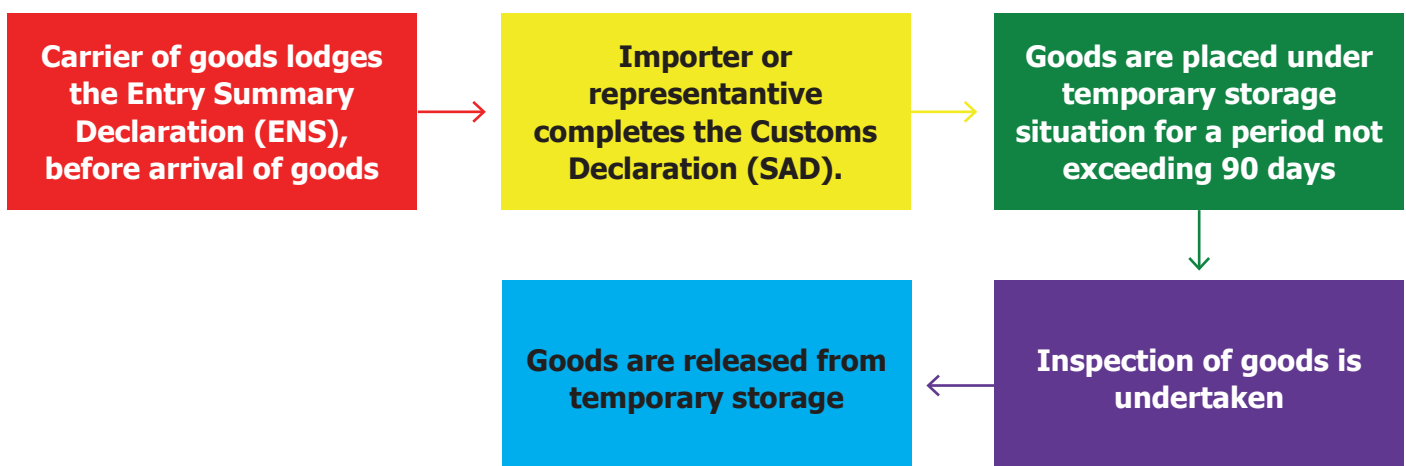 Carrier of goods lodges
the Entry Summary
Declaration (ENS),
before arrival of goods
Importer or
representantive
completes the Customs
Declaration (SAD).
Goods are placed under
temporary storage
situation for a period not
exceeding 90 days
Inspection of goods is
undertaken
Goods are released from
temporary storage